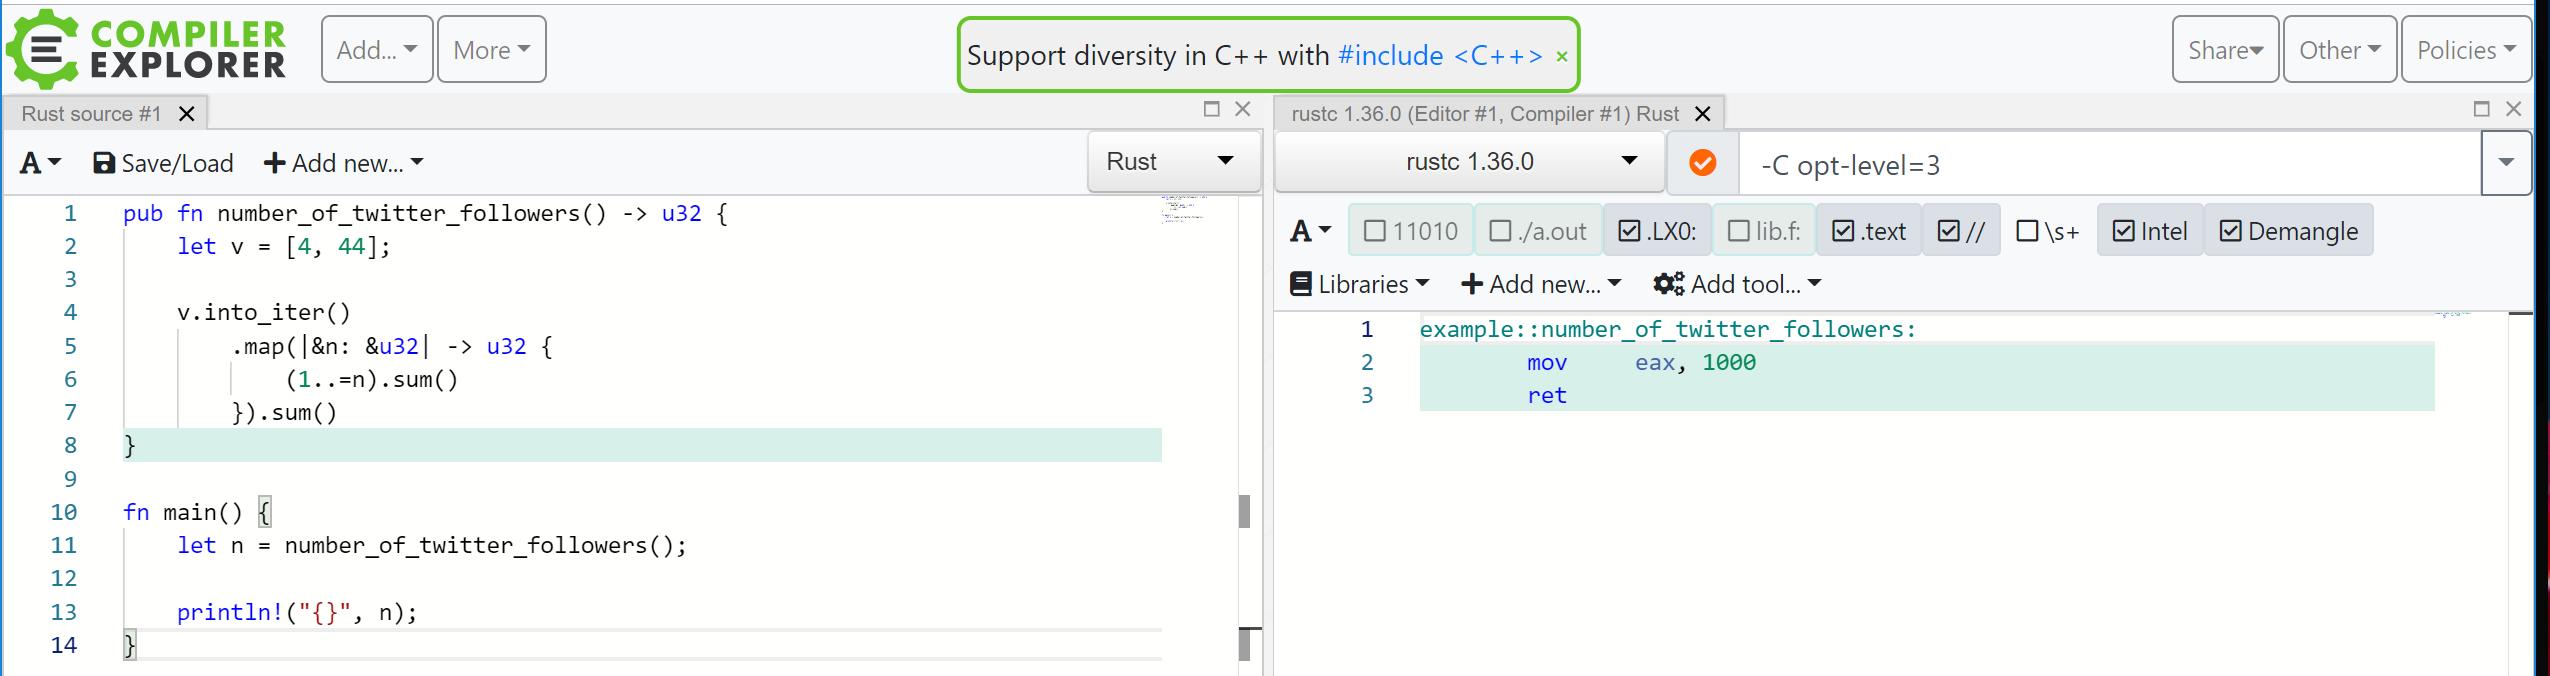 COMPILER
EXPLORER
Add...
More
Support diversity in C++ with #include <C++> ×
Share
Other
Policies
Rust source #1
rustc 1.36.0 (Editor #1, Compiler #1) Rust
A
Save/Load
+ Add new...
Rust
rustc 1.36.0
-C opt-level=3
A
11010
./a.out
.LX0:
lib.f:
.text
//
\s+
Intel
Demangle
Libraries
+ Add new...
Add tool...
1 pub fn number_of_twitter_followers() -> u32 {
2     let v = [4, 44];
3
4     v.into_iter()
5         .map(|&n: &u32| -> u32 {
6             (1..=n).sum()
7         }).sum()
8 }
9
10 fn main() {
11     let n = number_of_twitter_followers();
12
13     println!("{}", n);
14 }
1 example::number_of_twitter_followers:
2         mov     eax, 1000
3         ret